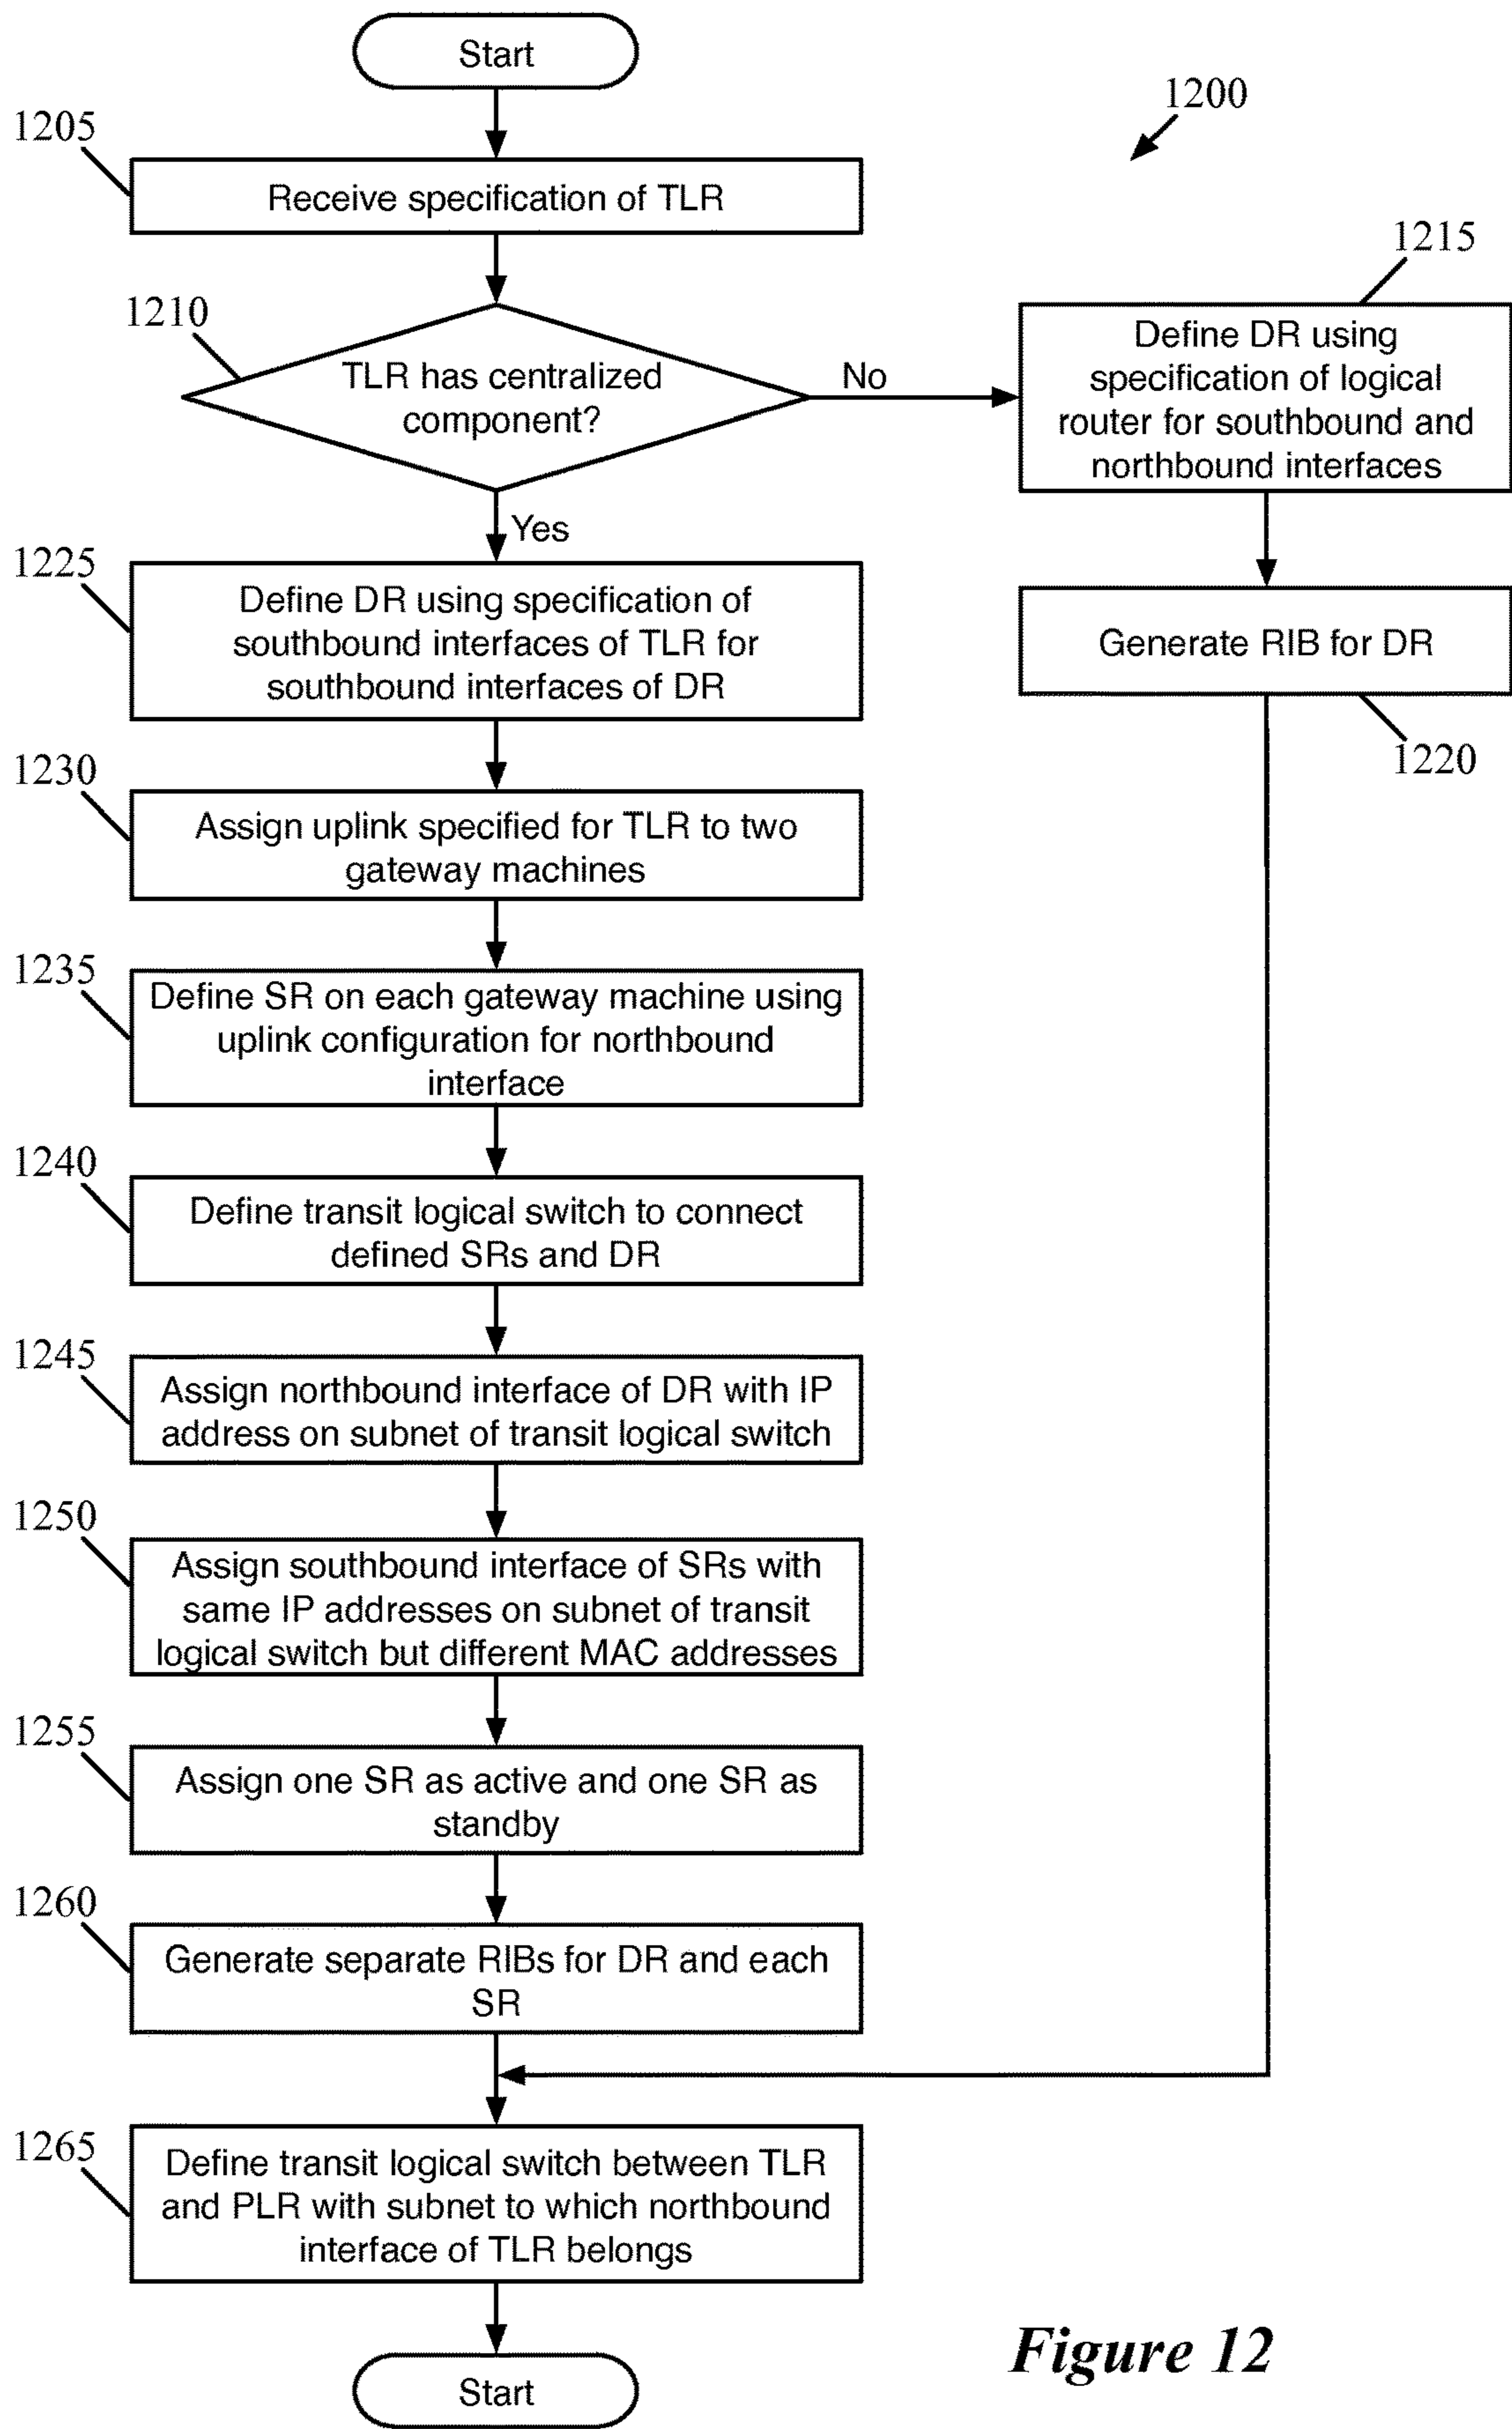 Start
1200
1205
Receive specification of TLR
1210
TLR has centralized
component?
No
1215
Define DR using
specification of logical
router for southbound and
northbound interfaces
Yes
1220
Generate RIB for DR
1225
Define DR using specification of
southbound interfaces of TLR for
southbound interfaces of DR
1230
Assign uplink specified for TLR to two
gateway machines
1235
Define SR on each gateway machine using
uplink configuration for northbound
interface
1240
Define transit logical switch to connect
defined SRs and DR
1245
Assign northbound interface of DR with IP
address on subnet of transit logical switch
1250
Assign southbound interface of SRs with
same IP addresses on subnet of transit
logical switch but different MAC addresses
1255
Assign one SR as active and one SR as
standby
1260
Generate separate RIBs for DR and each
SR
1265
Define transit logical switch between TLR
and PLR with subnet to which northbound
interface of TLR belongs
Start
Figure 12